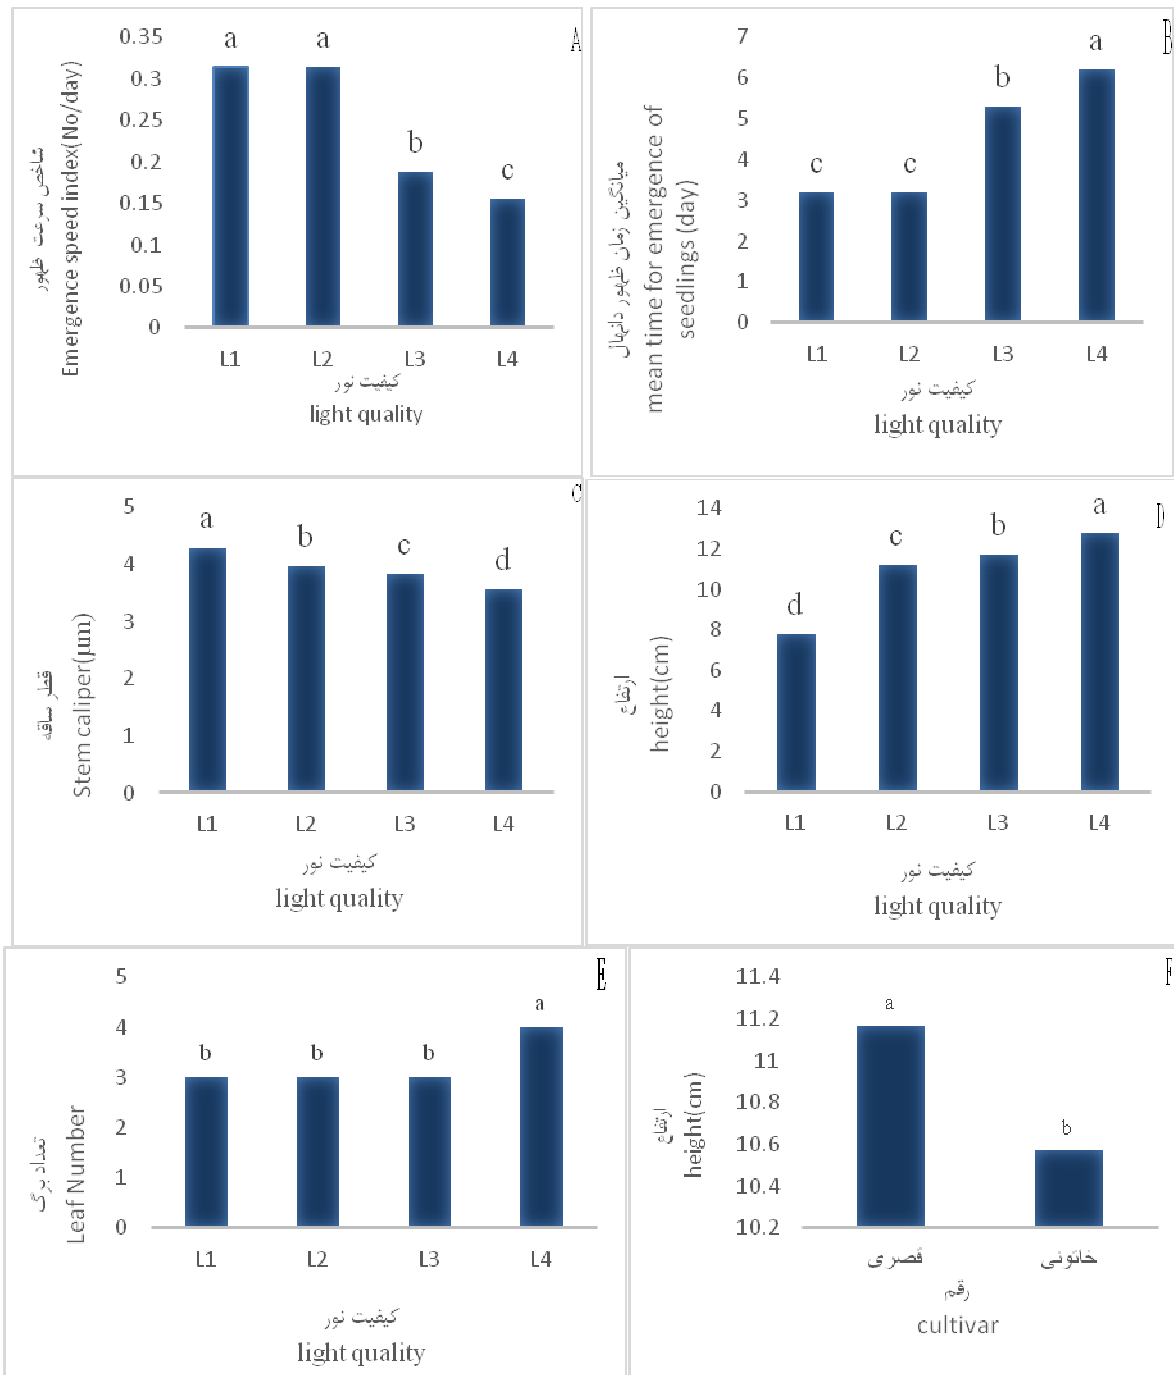 A
0.35
0.3
0.25
0.2
0.15
0.1
0.05
0
a
a
b
c
L1 L2 L3 L4
شاخص سرعت ظهور
Emergence speed index(No/day)
کیفیت نور
light quality
B
7
6
5
4
3
2
1
0
c
c
b
a
L1 L2 L3 L4
میانگین زمان ظهور دانهال
mean time for emergence of
seedlings (day)
کیفیت نور
light quality
C
5
4
3
2
1
0
a
b
c
d
L1 L2 L3 L4
قطر ساقه
Stem caliper(µm)
کیفیت نور
light quality
D
14
12
10
8
6
4
2
0
d
c
b
a
L1 L2 L3 L4
ارتفاع
height(cm)
کیفیت نور
light quality
E
5
4
3
2
1
0
b
b
b
a
L1 L2 L3 L4
تعداد برگ
Leaf Number
کیفیت نور
light quality
F
11.4
11.2
11
10.8
10.6
10.4
10.2
a
b
قصری
خاتونی
ارتفاع
height(cm)
رقم
cultivar